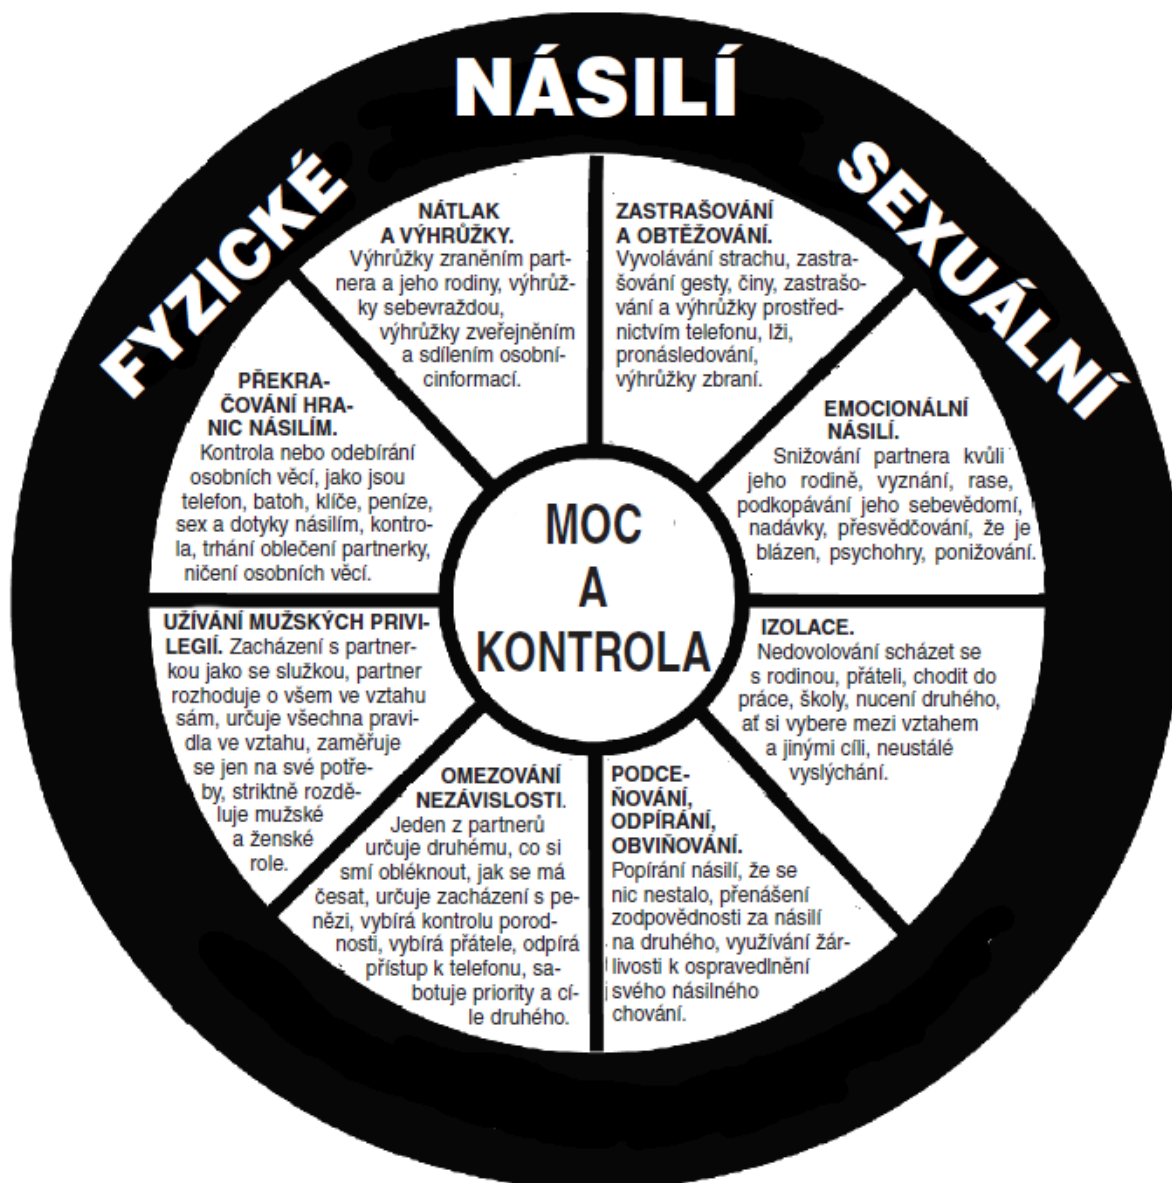 NÁSILÍ
FYZICKÉ
SEXUÁLNÍ
NÁTLAK
A VÝHRŮŽKY.
Výhrůžky zraněním part-
nera a jeho rodiny, výhrůž-
ky sebevraždou,
výhrůžky zveřejněním
a sdílením osobní-
cinformací.
ZASTRAŠOVÁNÍ
A OBTĚŽOVÁNÍ.
Vyvolávání strachu, zastra-
šování gesty, činy, zastrašo-
vání a výhrůžky prostřed-
nictvím telefonu, lži,
pronásledování,
výhrůžky zbraní.
PŘEKRA-
ČOVÁNÍ HRA-
NIC NÁSILÍM.
Kontrola nebo odebírání
osobních věcí, jako jsou
telefon, batoh, klíče, peníze,
sex a dotyky násilím, kontro-
la, trhání oblečení partnerky,
ničení osobních věcí.
EMOCIONÁLNÍ
NÁSILÍ.
Snižování partnera kvůli
jeho rodině, vyznání, rase,
podkopávání jeho sebevědomí,
nadávky, přesvědčování, že je
blázen, psychohry, ponižování.
MOC
A
KONTROLA
UŽÍVÁNÍ MUŽSKÝCH PRIVI-
LEGIÍ. Zacházení s partner-
kou jako se služkou, partner
rozhoduje o všem ve vztahu
sám, určuje všechna pravi-
dla ve vztahu, zaměřuje
se jen na své potře-
by, striktně rozdě-
luje mužské
a ženské
role.
IZOLACE.
Nedovolování scházet se
s rodinou, přáteli, chodit do
práce, školy, nucení druhého,
ať si vybere mezi vztahem
a jinými cíli, neustálé
vyslýchání.
OMEZOVÁNÍ
NEZÁVISLOSTI.
Jeden z partnerů
určuje druhému, co si
smí obléknout, jak se má
česat, určuje zacházení s pe-
nězi, vybírá kontrolu porod-
nosti, vybírá přátele, odpírá
přístup k telefonu, sa-
botuje priority a cí-
le druhého.
PODCE-
ŇOVÁNÍ,
ODPÍRÁNÍ,
OBVIŇOVÁNÍ.
Popírání násilí, že se
nic nestalo, přenášení
zodpovědnosti za násilí
na druhého, využívání žár-
livosti k ospravedlnění
svého násilného
chování.